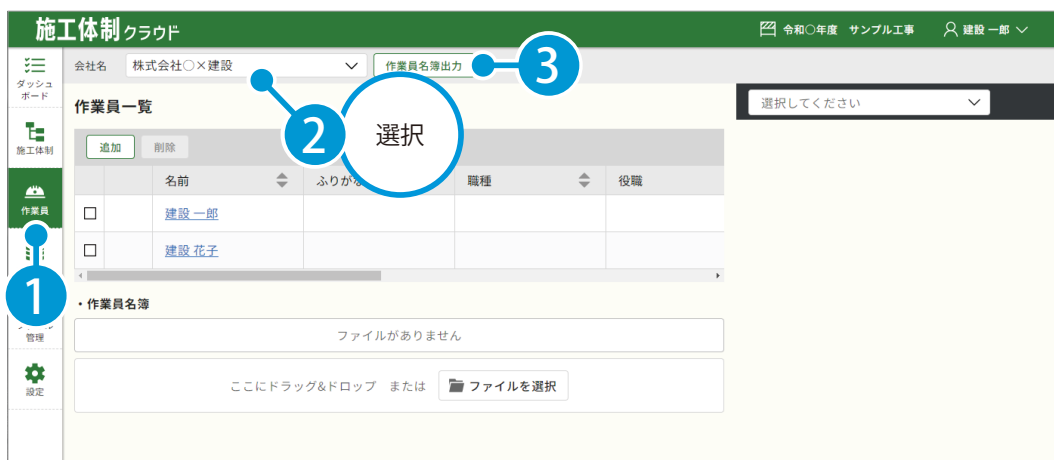 施工体制クラウド
令和○年度 サンプル工事
建設 一郎
ダッシュ
ボード
施工体制
作業員
管理
設定
会社名
株式会社○×建設
作業員名簿出力
3
2
選択
1
選択してください
作業員一覧
追加
削除
名前
ふりがな
職種
役職
建設 一郎
建設 花子
・作業員名簿
ファイルがありません
ここにドラッグ&ドロップ または
ファイルを選択